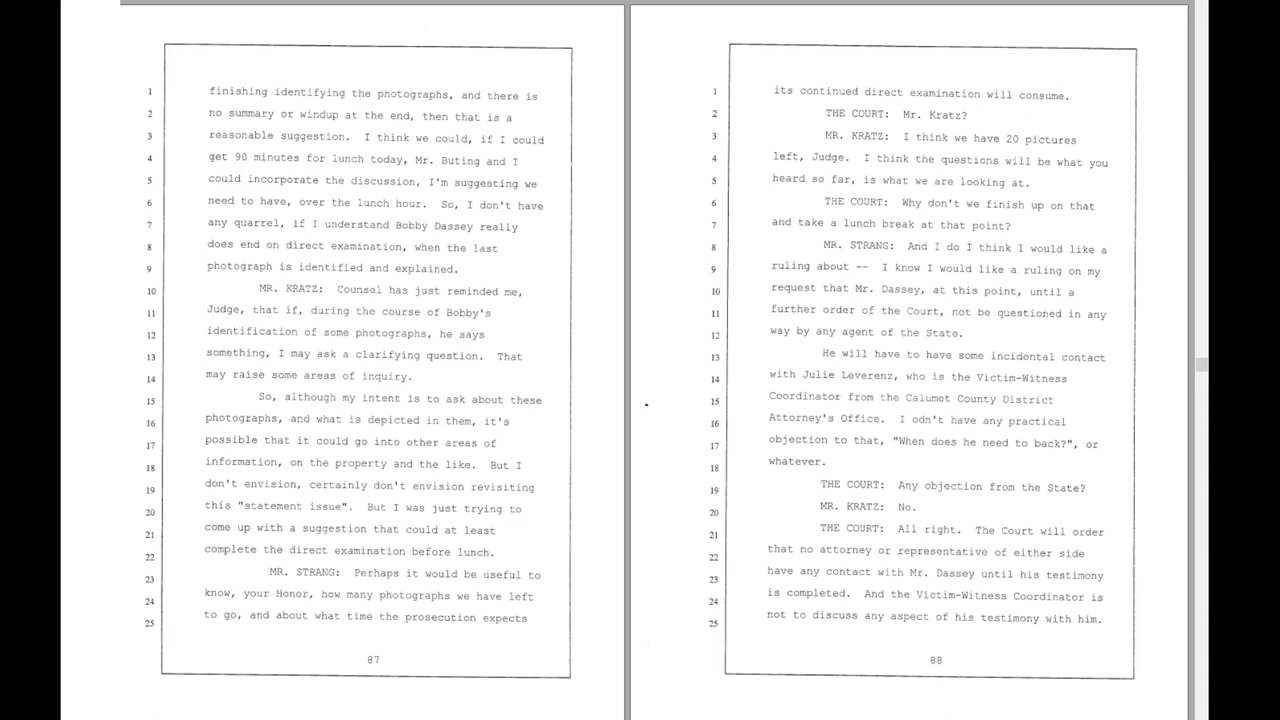 1 finishing identifying the photographs, and there is
2 no summary or windup at the end, then that is a
3 reasonable suggestion. I think we could, if I could
4 get 90 minutes for lunch today, Mr. Buting and I
5 could incorporate the discussion, I'm suggesting we
6 need to have, over the lunch hour. So, I don't have
7 any quarrel, if I understand Bobby Dassey really
8 does end on direct examination, when the last
9 photograph is identified and explained.
10 MR. KRATZ: Counsel has just reminded me,
11 Judge, that if, during the course of Bobby's
12 identification of some photographs, he says
13 something, I may ask a clarifying question. That
14 may raise some areas of inquiry.
15 So, although my intent is to ask about these
16 photographs, and what is depicted in them, it's
17 possible that it could go into other areas of
18 information, on the property and the like. But I
19 don't envision, certainly don't envision revisiting
20 this "statement issue". But I was just trying to
21 come up with a suggestion that could at least
22 complete the direct examination before lunch.
23 MR. STRANG: Perhaps it would be useful to
24 know, your Honor, how many photographs we have left
25 to go, and about what time the prosecution expects
87
1 its continued direct examination will consume.
2 THE COURT: Mr. Kratz?
3 MR. KRATZ: I think we have 20 pictures
4 left, Judge. I think the questions will be what you
5 heard so far, is what we are looking at.
6 THE COURT: Why don't we finish up on that
7 and take a lunch break at that point?
8 MR. STRANG: And I do I think I would like a
9 ruling about -- I know I would like a ruling on my
10 request that Mr. Dassey, at this point, until a
11 further order of the Court, not be questioned in any
12 way by any agent of the State.
13 He will have to have some incidental contact
14 with Julie Leverenz, who is the Victim-Witness
15 Coordinator from the Calumet County District
16 Attorney's Office. I odn't have any practical
17 objection to that, "When does he need to back?", or
18 whatever.
19 THE COURT: Any objection from the State?
20 MR. KRATZ: No.
21 THE COURT: All right. The Court will order
22 that no attorney or representative of either side
23 have any contact with Mr. Dassey until his testimony
24 is completed. And the Victim-Witness Coordinator is
25 not to discuss any aspect of his testimony with him.
88